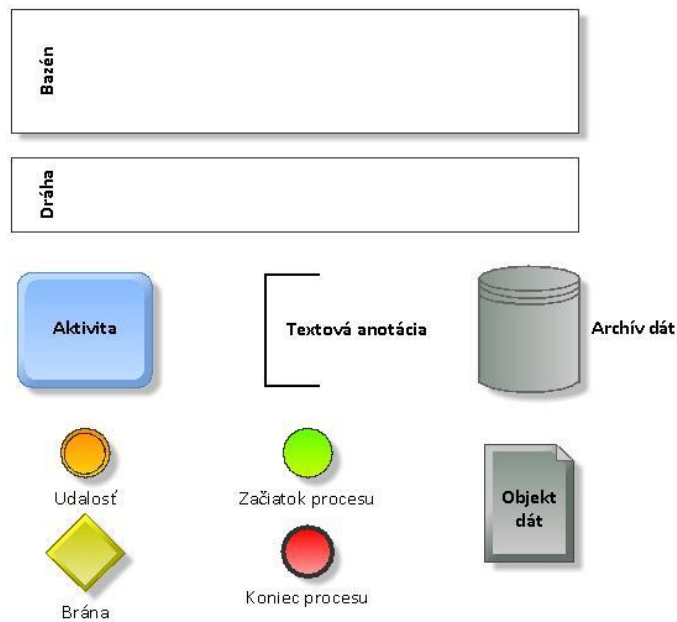 Bazén
Dráha
Aktivita
Textová anotácia
Archív dát
Udalosť
Začiatok procesu
Objekt
dát
Brána
Koniec procesu